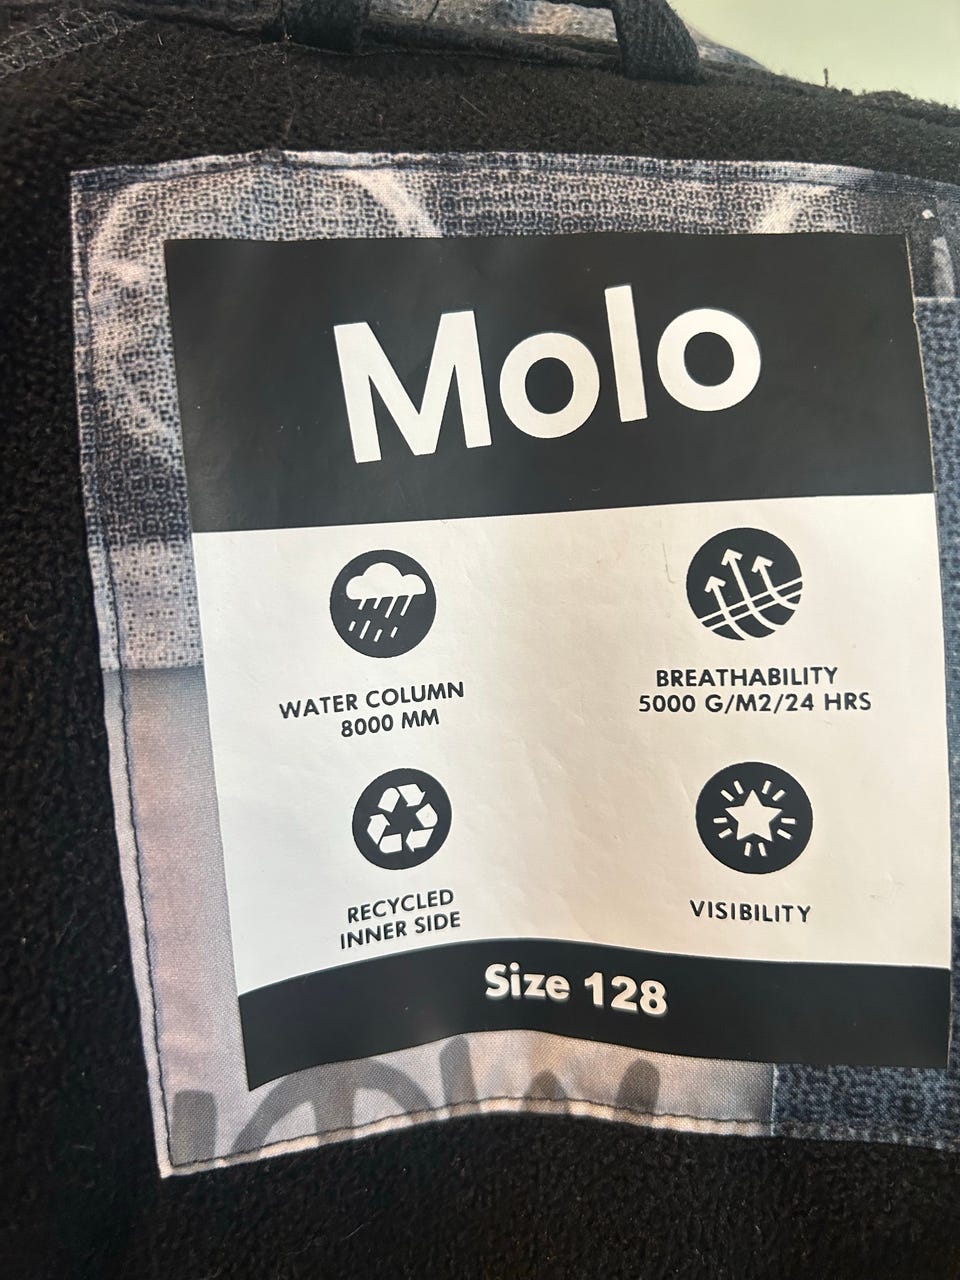 Molo
WATER COLUMN
8000 MM
BREATHABILITY
5000 G/M2/24 HRS
RECYCLED
INNER SIDE
VISIBILITY
Size 128